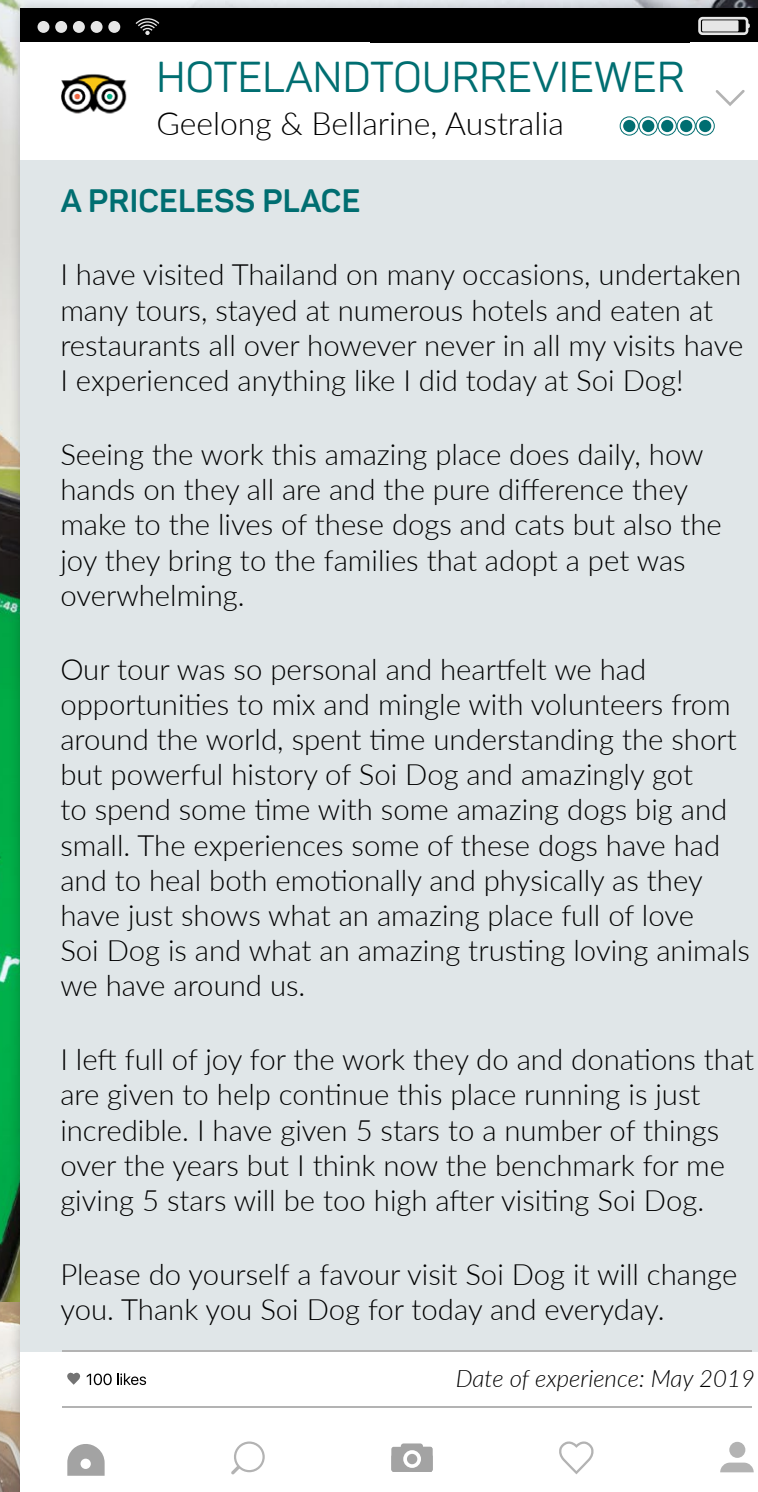 HOTELANDTOURREVIEWER
Geelong & Bellarine, Australia
A PRICELESS PLACE
I have visited Thailand on many occasions, undertaken
many tours, stayed at numerous hotels and eaten at
restaurants all over however never in all my visits have
I experienced anything like I did today at Soi Dog!
Seeing the work this amazing place does daily, how
hands on they all are and the pure difference they
make to the lives of these dogs and cats but also the
joy they bring to the families that adopt a pet was
overwhelming.
Our tour was so personal and heartfelt we had
opportunities to mix and mingle with volunteers from
around the world, spent time understanding the short
but powerful history of Soi Dog and amazingly got
to spend some time with some amazing dogs big and
small. The experiences some of these dogs have had
and to heal both emotionally and physically as they
have just shows what an amazing place full of love
Soi Dog is and what an amazing trusting loving animals
we have around us.
I left full of joy for the work they do and donations that
are given to help continue this place running is just
incredible. I have given 5 stars to a number of things
over the years but I think now the benchmark for me
giving 5 stars will be too high after visiting Soi Dog.
Please do yourself a favour visit Soi Dog it will change
you. Thank you Soi Dog for today and everyday.
100 likes
Date of experience: May 2019
:48
r